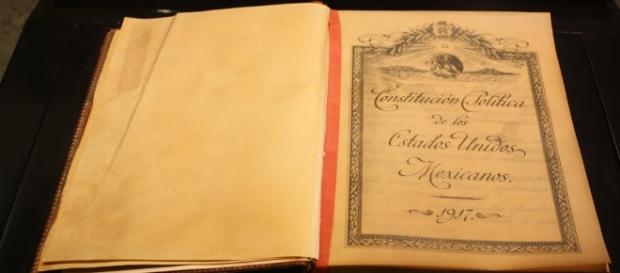 Constitución Política
de los
Estados Unidos
Mexicanos.
1917.